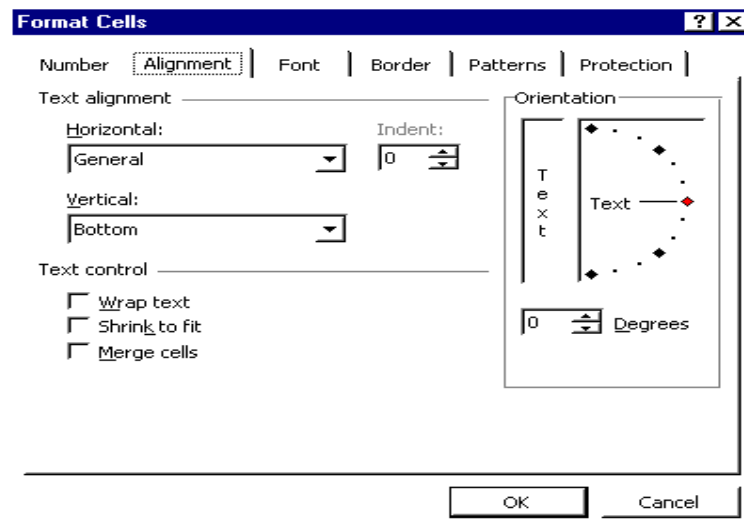 Format Cells ? ×
Number Alignment Font Border Patterns Protection
Text alignment
Horizontal: Indent:
General 0
Vertical:
Bottom
Text control
Wrap text
Shrink to fit
Merge cells
Orientation
Text
Text
0 Degrees
OK Cancel